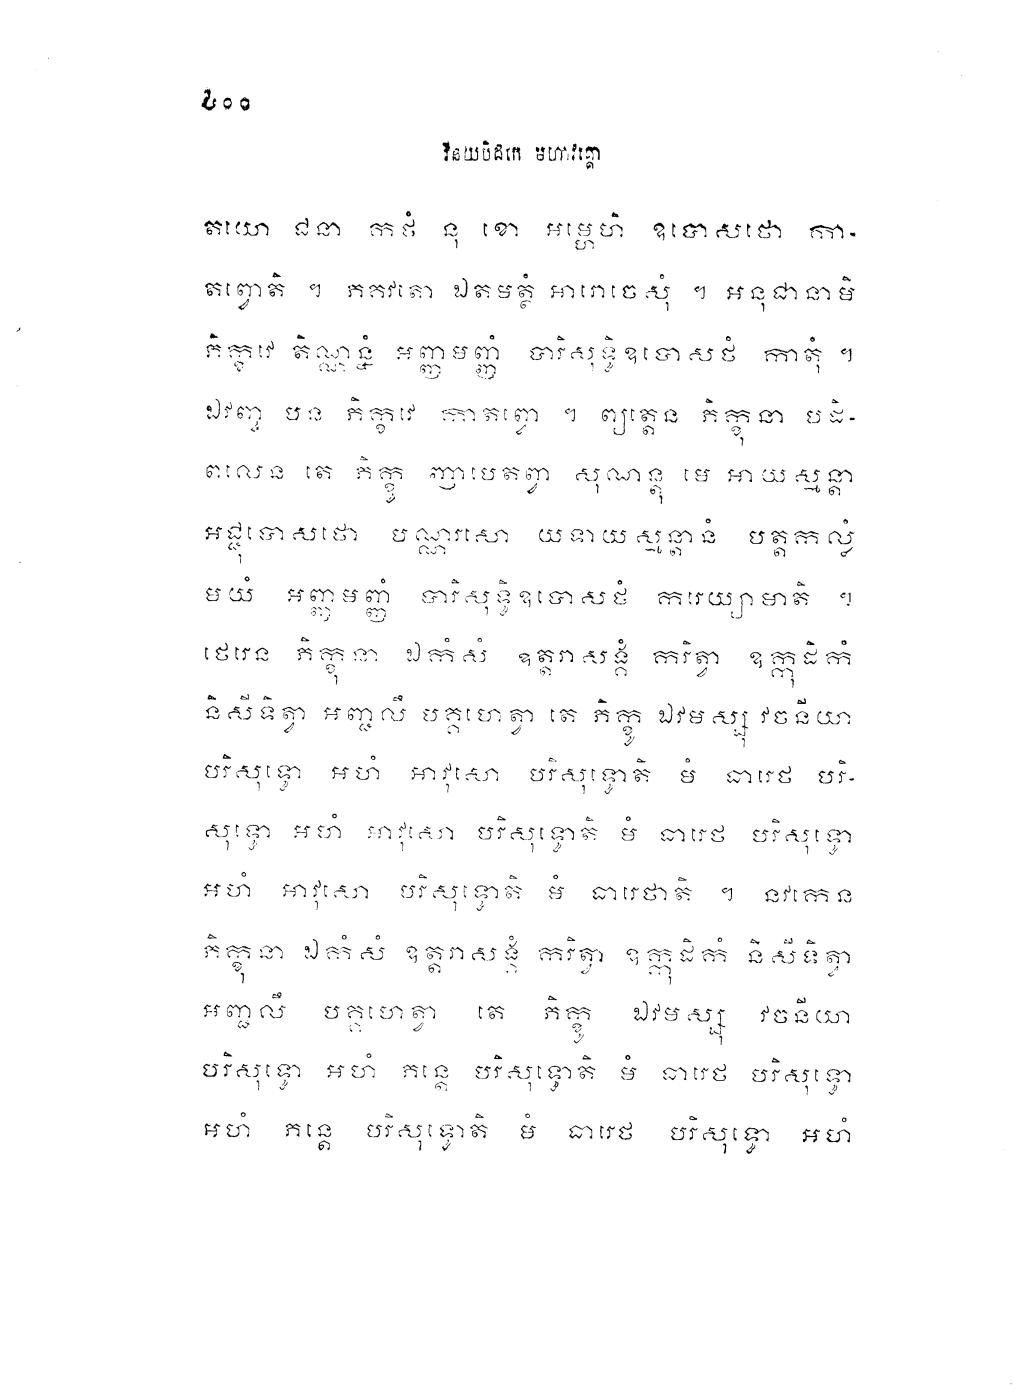 ៤០០
វិនយបិដកេ មហាវគ្គោ
តយោ ជនា កថំ នុ ខោ អម្ហេហិ ឧបោសថោ កា-
តព្វោតិ ។ ភគវតោ ឯតមត្ថំ អារោចេសុំ ។ អនុជានាមិ
ភិក្ខវេ តិណ្ណន្នំ អញ្ញមញ្ញំ បារិសុទ្ធិឧបោសថំ កាតុំ ។
ឯវញ្ច បន ភិក្ខវេ កាតព្វោ ។ ព្យត្តេន ភិក្ខុនា បដិ-
ពលេន តេ ភិក្ខូ ញាបេតព្វា សុណន្តុ មេ អាយស្មន្តា
អជ្ជុបោសថោ បណ្ណរសោ យទាយស្មន្តានំ បត្តកល្លំ
មយំ អញ្ញមញ្ញំ បារិសុទ្ធិឧបោសថំ ករេយ្យាមាតិ ។
ថេរេន ភិក្ខុនា ឯកំសំ ឧត្តរាសង្គំ ករិត្វា ឧក្កុដិកំ
និសីទិត្វា អញ្ជលឹ បគ្គហេត្វា តេ ភិក្ខូ ឯវមស្សុ វចនីយា
បរិសុទ្ធោ អហំ អាវុសោ បរិសុទ្ធោតិ មំ ធារេថ បរិ-
សុទ្ធោ អហំ អាវុសោ បរិសុទ្ធោតិ មំ ធារេថ បរិសុទ្ធោ
អហំ អាវុសោ បរិសុទ្ធោតិ មំ ធារេថាតិ ។ នវកេន
ភិក្ខុនា ឯកំសំ ឧត្តរាសង្គំ ករិត្វា ឧក្កុដិកំ និសីទិត្វា
អញ្ជលឹ បគ្គហេត្វា តេ ភិក្ខូ ឯវមស្សុ វចនីយា
បរិសុទ្ធោ អហំ ភន្តេ បរិសុទ្ធោតិ មំ ធារេថ បរិសុទ្ធោ
អហំ ភន្តេ បរិសុទ្ធោតិ មំ ធារេថ បរិសុទ្ធោ អហំ